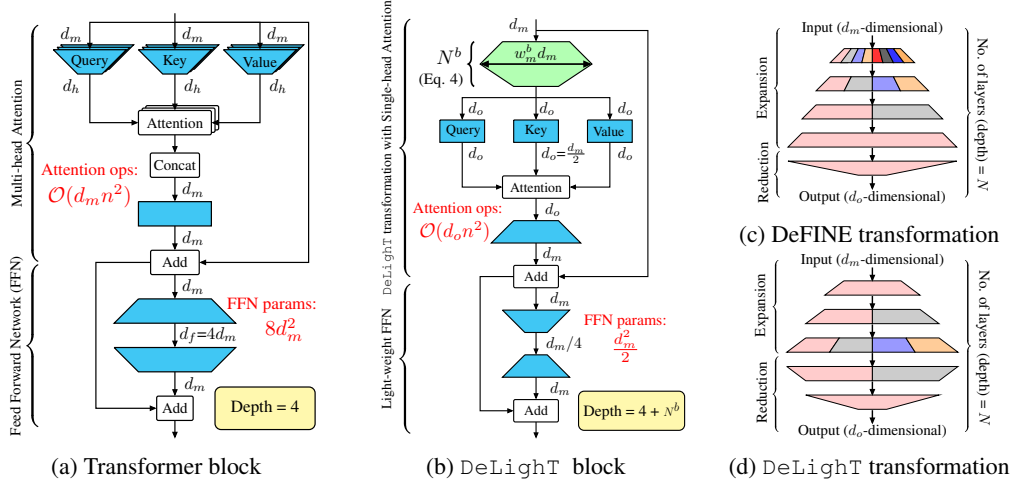 Multi-head Attention
Feed Forward Network (FFN)
d_m
d_m
d_m
Query
Key
Value
d_h
d_h
d_h
Attention
Concat
Attention ops:
O(d_m n^2)
d_m
d_m
Add
d_m
FFN params:
8d_m^2
d_f=4d_m
d_m
Add
Depth = 4
(a) Transformer block
DeLighT transformation with Single-head Attention
Light-weight FFN
d_m
N^b
(Eq. 4)
w_m^b d_m
d_o
d_o
d_o
Query
Key
Value
d_o
d_o=d_m/2
d_o
Attention
Attention ops:
O(d_o n^2)
d_o
d_m
Add
d_m
FFN params:
d_m^2/2
d_m/4
d_m
Add
Depth = 4 + N^b
(b) DeLighT block
Input (d_m-dimensional)
Expansion
Reduction
No. of layers (depth) = N
Output (d_o-dimensional)
(c) DeFINE transformation
Input (d_m-dimensional)
Expansion
Reduction
No. of layers (depth) = N
Output (d_o-dimensional)
(d) DeLighT transformation